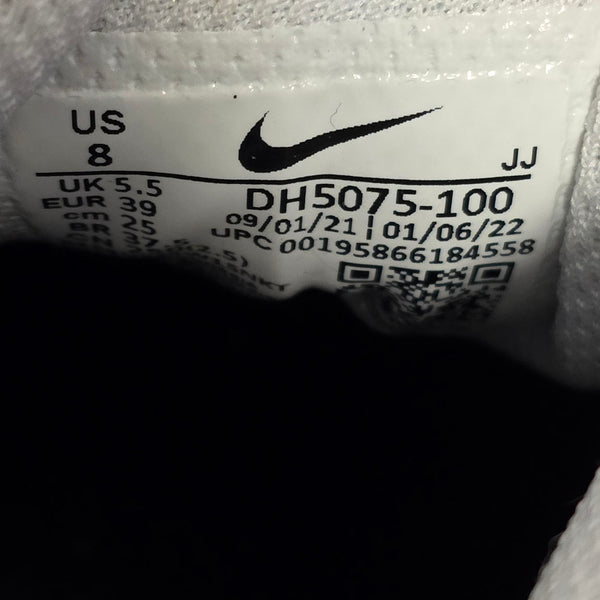 US
8
JJ
UK 5.5
EUR 39
cm 25
BR 37
DH5075-100
09/01/21 | 01/06/22
UPC 00195866184558